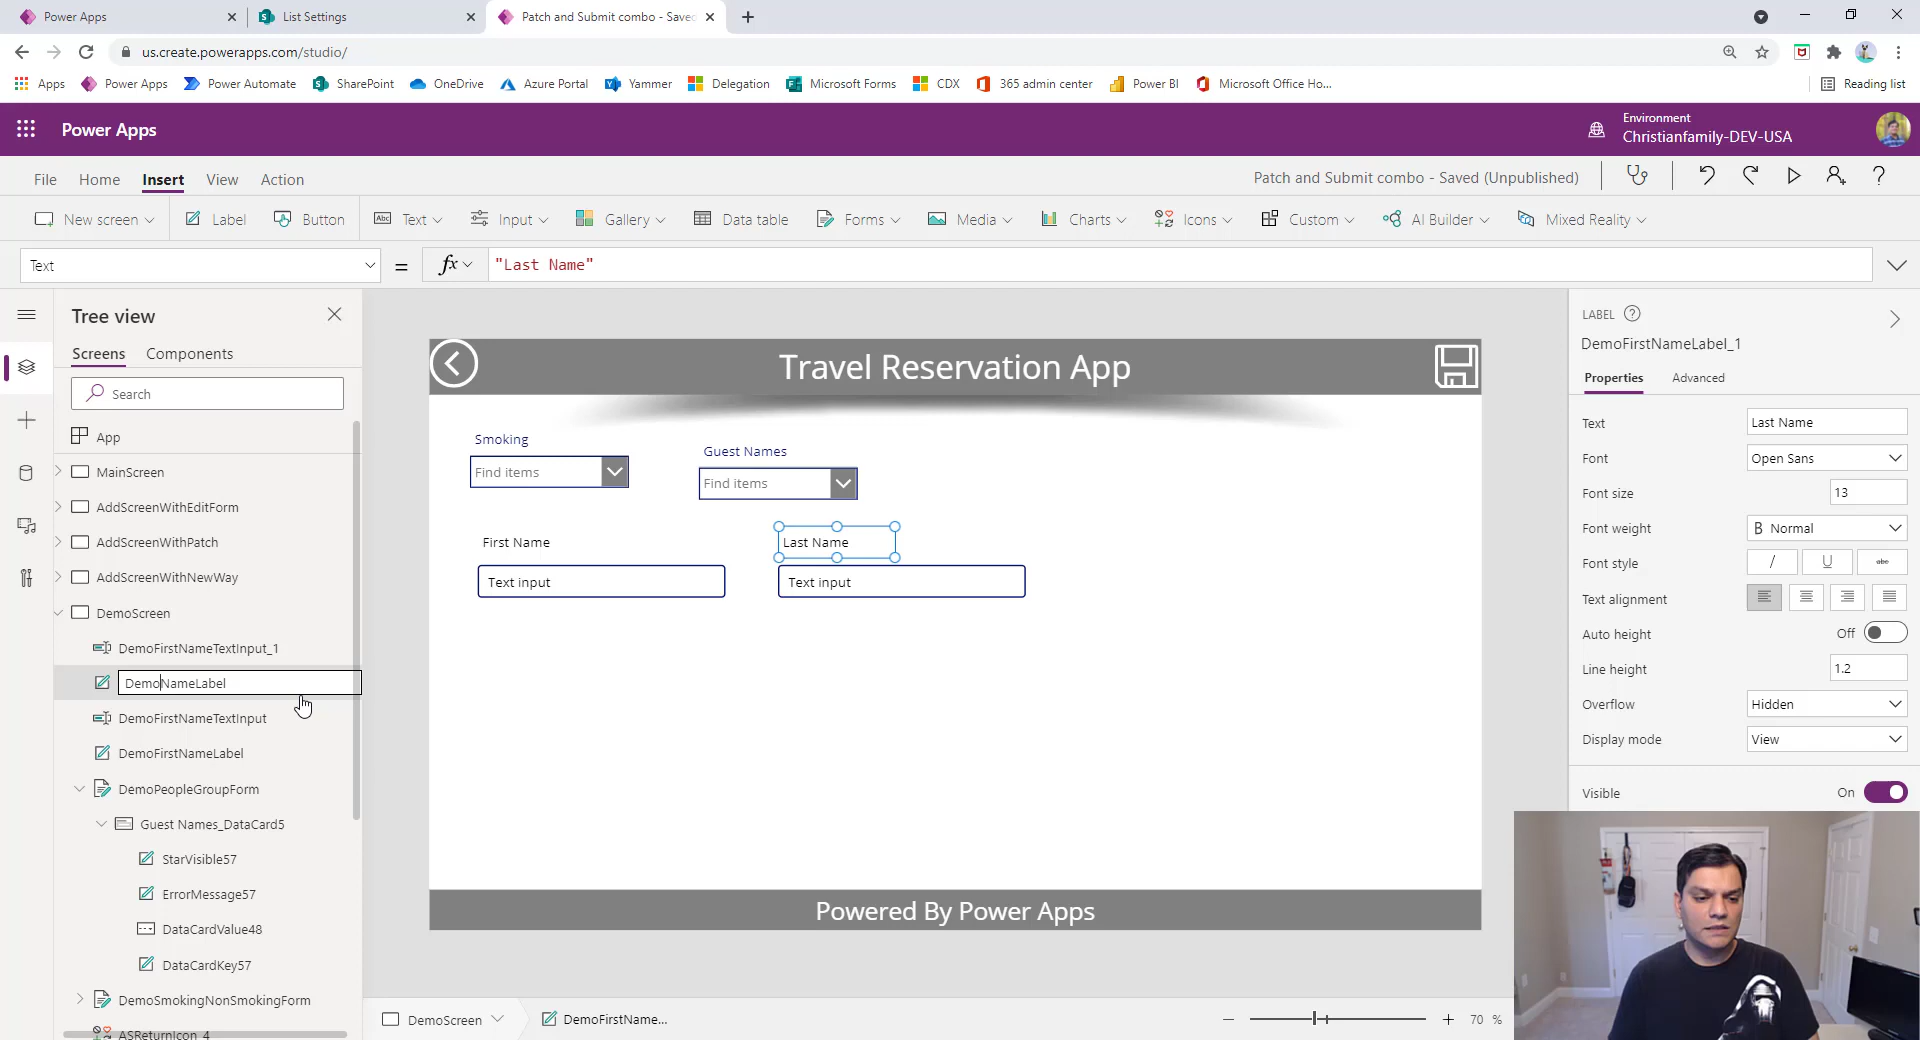 Power Apps
List Settings
Patch and Submit combo - Saved
us.create.powerapps.com/studio/
Apps
Power Apps
Power Automate
SharePoint
OneDrive
Azure Portal
Yammer
Delegation
Microsoft Forms
CDX
365 admin center
Power BI
Microsoft Office Ho...
Reading list
Power Apps
Environment
Christianfamily-DEV-USA
File
Home
Insert
View
Action
Patch and Submit combo - Saved (Unpublished)
New screen
Label
Button
Abc
Text
Input
Gallery
Data table
Forms
Media
Charts
Icons
Custom
AI Builder
Mixed Reality
Text
=
fx
"Last Name"
Tree view
Screens
Components
Search
App
MainScreen
AddScreenWithEditForm
AddScreenWithPatch
AddScreenWithNewWay
DemoScreen
DemoFirstNameTextInput_1
DemoNameLabel
DemoFirstNameTextInput
DemoFirstNameLabel
DemoPeopleGroupForm
Guest Names_DataCard5
StarVisible57
ErrorMessage57
DataCardValue48
DataCardKey57
DemoSmokingNonSmokingForm
ASReturnIcon_4
Travel Reservation App
Smoking
Find items
Guest Names
Find items
First Name
Text input
Last Name
Text input
Powered By Power Apps
DemoScreen
DemoFirstName...
70 %
LABEL
DemoFirstNameLabel_1
Properties
Advanced
Text
Last Name
Font
Open Sans
Font size
13
Font weight
B Normal
Font style
/
U
abc
Text alignment
Auto height
Off
Line height
1.2
Overflow
Hidden
Display mode
View
Visible
On